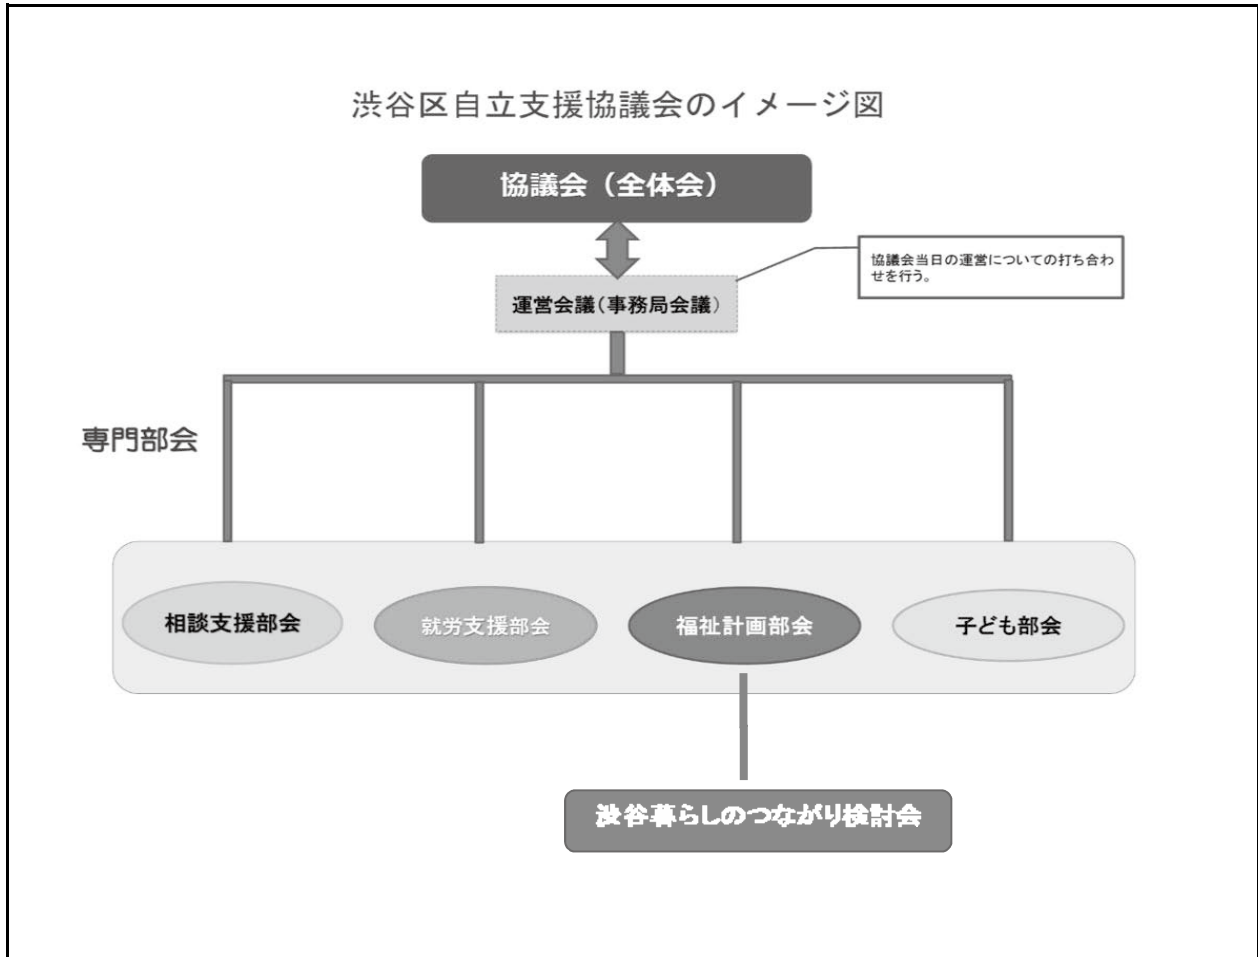 渋谷区自立支援協議会のイメージ図
協議会（全体会）
協議会当日の運営についての打ち合わ
せを行う。
運営会議（事務局会議）
専門部会
相談支援部会
就労支援部会
福祉計画部会
子ども部会
渋谷暮らしのつながり検討会